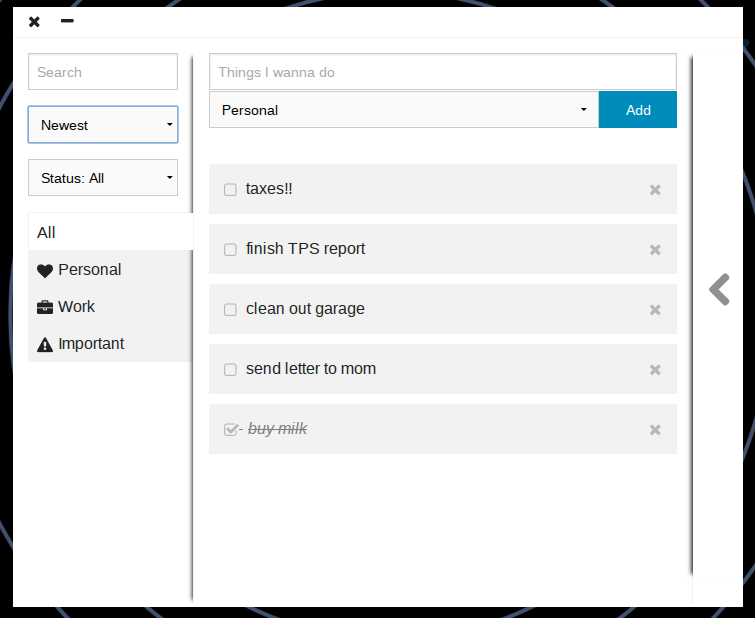 Search
Newest
Status: All
All
Personal
Work
Important
Things I wanna do
Personal
Add
taxes!!
finish TPS report
clean out garage
send letter to mom
buy milk